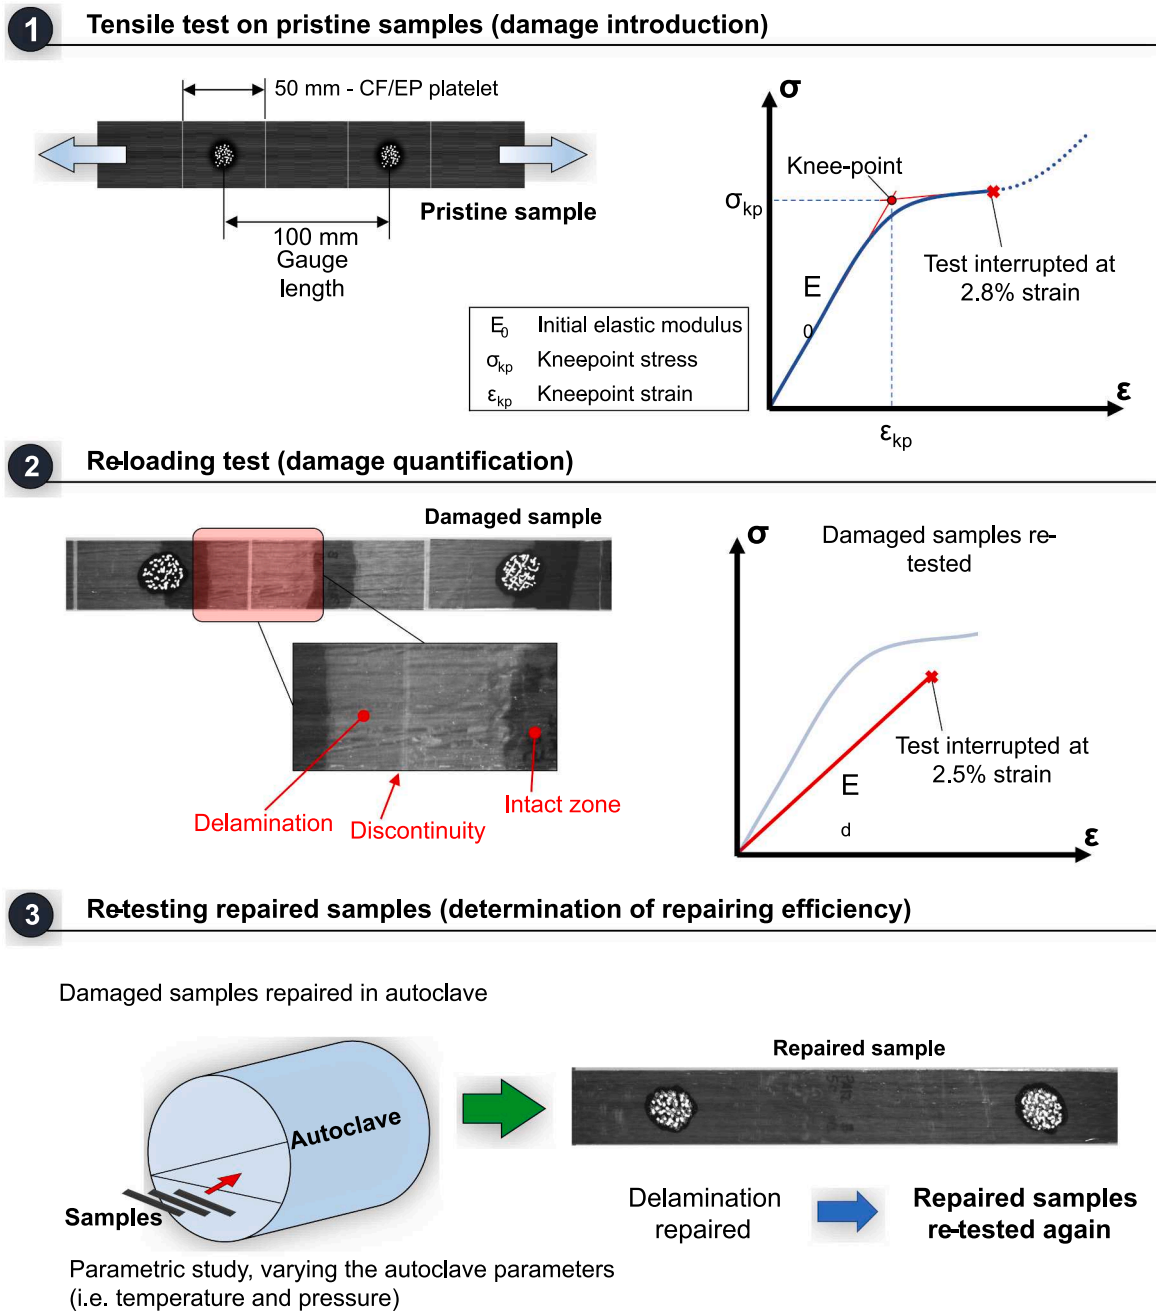 1
Tensile test on pristine samples (damage introduction)
50 mm - CF/EP platelet
Pristine sample
100 mm
Gauge
length
E0 Initial elastic modulus
σkp Kneepoint stress
εkp Kneepoint strain
σ
Knee-point
σkp
Test interrupted at
2.8% strain
E
0
ε
εkp
2
Re-loading test (damage quantification)
Damaged sample
Delamination
Discontinuity
Intact zone
σ
Damaged samples re-
tested
Test interrupted at
2.5% strain
E
d
ε
3
Re-testing repaired samples (determination of repairing efficiency)
Damaged samples repaired in autoclave
Autoclave
Samples
Parametric study, varying the autoclave parameters
(i.e. temperature and pressure)
Repaired sample
Delamination
repaired
Repaired samples
re-tested again